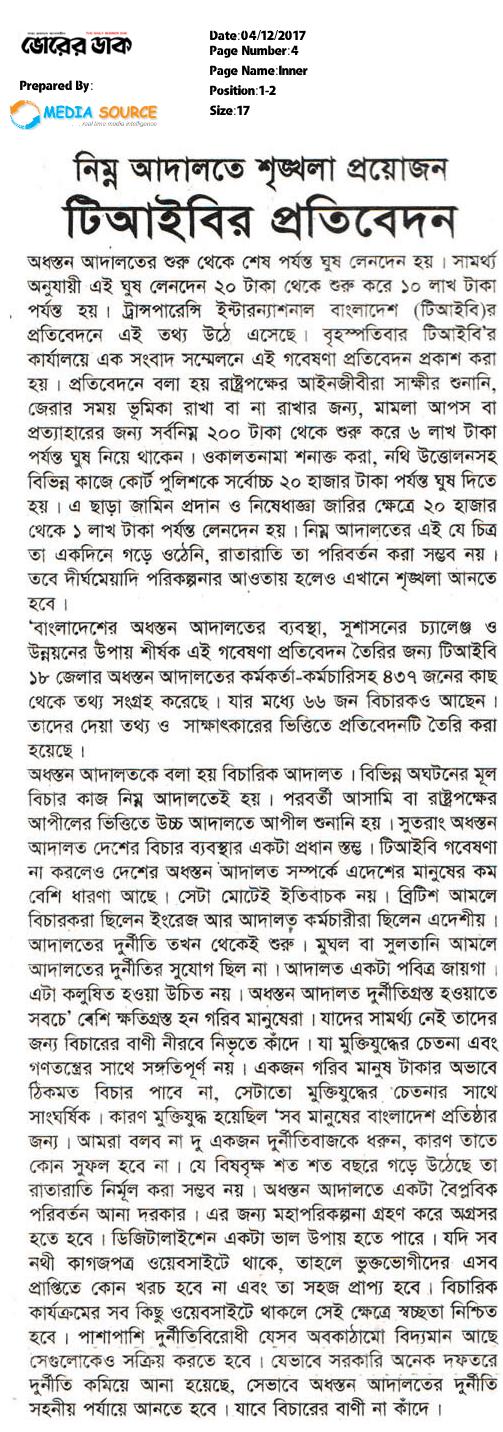 ভোরের ডাক
THE DAILY BHORER DAK
Date:04/12/2017
Page Number:4
Page Name:Inner
Position:1-2
Size:17
Prepared By:
MEDIA SOURCE
real time media intelligence
নিম্ন আদালতে শৃঙ্খলা প্রয়োজন
টিআইবির প্রতিবেদন
অধস্তন আদালতের শুরু থেকে শেষ পর্যন্ত ঘুষ লেনদেন হয়। সামর্থ্য
অনুযায়ী এই ঘুষ লেনদেন ২০ টাকা থেকে শুরু করে ১০ লাখ টাকা
পর্যন্ত হয়। ট্রান্সপারেন্সি ইন্টারন্যাশনাল বাংলাদেশ (টিআইবি)র
প্রতিবেদনে এই তথ্য উঠে এসেছে। বৃহস্পতিবার টিআইবি'র
কার্যালয়ে এক সংবাদ সম্মেলনে এই গবেষণা প্রতিবেদন প্রকাশ করা
হয়। প্রতিবেদনে বলা হয় রাষ্ট্রপক্ষের আইনজীবীরা সাক্ষীর শুনানি,
জেরার সময় ভূমিকা রাখা বা না রাখার জন্য, মামলা আপস বা
প্রত্যাহারের জন্য সর্বনিম্ন ২০০ টাকা থেকে শুরু করে ৬ লাখ টাকা
পর্যন্ত ঘুষ নিয়ে থাকেন। ওকালতনামা শনাক্ত করা, নথি উত্তোলনসহ
বিভিন্ন কাজে কোর্ট পুলিশকে সর্বোচ্চ ২০ হাজার টাকা পর্যন্ত ঘুষ দিতে
হয়। এ ছাড়া জামিন প্রদান ও নিষেধাজ্ঞা জারির ক্ষেত্রে ২০ হাজার
থেকে ১ লাখ টাকা পর্যন্ত লেনদেন হয়। নিম্ন আদালতের এই যে চিত্র
তা একদিনে গড়ে ওঠেনি, রাতারাতি তা পরিবর্তন করা সম্ভব নয়।
তবে দীর্ঘমেয়াদি পরিকল্পনার আওতায় হলেও এখানে শৃঙ্খলা আনতে
হবে।
'বাংলাদেশের অধস্তন আদালতের ব্যবস্থা, সুশাসনের চ্যালেঞ্জ ও
উন্নয়নের উপায় শীর্ষক এই গবেষণা প্রতিবেদন তৈরির জন্য টিআইবি
১৮ জেলার অধস্তন আদালতের কর্মকর্তা-কর্মচারিসহ ৪৩৭ জনের কাছ
থেকে তথ্য সংগ্রহ করেছে। যার মধ্যে ৬৬ জন বিচারকও আছেন।
তাদের দেয়া তথ্য ও সাক্ষাৎকারের ভিত্তিতে প্রতিবেদনটি তৈরি করা
হয়েছে।
অধস্তন আদালতকে বলা হয় বিচারিক আদালত। বিভিন্ন অঘটনের মূল
বিচার কাজ নিম্ন আদালতেই হয়। পরবর্তী আসামি বা রাষ্ট্রপক্ষের
আপীলের ভিত্তিতে উচ্চ আদালতে আপীল শুনানি হয়। সুতরাং অধস্তন
আদালত দেশের বিচার ব্যবস্থার একটা প্রধান স্তম্ভ। টিআইবি গবেষণা
না করলেও দেশের অধস্তন আদালত সম্পর্কে এদেশের মানুষের কম
বেশি ধারণা আছে। সেটা মোটেই ইতিবাচক নয়। ব্রিটিশ আমলে
বিচারকরা ছিলেন ইংরেজ আর আদালত কর্মচারীরা ছিলেন এদেশীয়।
আদালতের দুর্নীতি তখন থেকেই শুরু। মুঘল বা সুলতানি আমলে
আদালতের দুর্নীতির সুযোগ ছিল না। আদালত একটা পবিত্র জায়গা।
এটা কলুষিত হওয়া উচিত নয়। অধস্তন আদালত দুর্নীতিগ্রস্ত হওয়াতে
সবচে' বেশি ক্ষতিগ্রস্ত হন গরিব মানুষেরা। যাদের সামর্থ্য নেই তাদের
জন্য বিচারের বাণী নীরবে নিভৃতে কাঁদে। যা মুক্তিযুদ্ধের চেতনা এবং
গণতন্ত্রের সাথে সঙ্গতিপূর্ণ নয়। একজন গরিব মানুষ টাকার অভাবে
ঠিকমত বিচার পাবে না, সেটাতো মুক্তিযুদ্ধের চেতনার সাথে
সাংঘর্ষিক। কারণ মুক্তিযুদ্ধ হয়েছিল 'সব মানুষের বাংলাদেশ প্রতিষ্ঠার
জন্য। আমরা বলব না দু একজন দুর্নীতিবাজকে ধরুন, কারণ তাতে
কোন সুফল হবে না। যে বিষবৃক্ষ শত শত বছরে গড়ে উঠেছে তা
রাতারাতি নির্মূল করা সম্ভব নয়। অধস্তন আদালতে একটা বৈপ্লবিক
পরিবর্তন আনা দরকার। এর জন্য মহাপরিকল্পনা গ্রহণ করে অগ্রসর
হতে হবে। ডিজিটালাইশেন একটা ভাল উপায় হতে পারে। যদি সব
নথী কাগজপত্র ওয়েবসাইটে থাকে, তাহলে ভুক্তভোগীদের এসব
প্রাপ্তিতে কোন খরচ হবে না এবং তা সহজ প্রাপ্য হবে। বিচারিক
কার্যক্রমের সব কিছু ওয়েবসাইটে থাকলে সেই ক্ষেত্রে স্বচ্ছতা নিশ্চিত
হবে। পাশাপাশি দুর্নীতিবিরোধী যেসব অবকাঠামো বিদ্যমান আছে
সেগুলোকেও সক্রিয় করতে হবে। যেভাবে সরকারি অনেক দফতরে
দুর্নীতি কমিয়ে আনা হয়েছে, সেভাবে অধস্তন আদালতের দুর্নীতি
সহনীয় পর্যায়ে আনতে হবে। যাবে বিচারের বাণী না কাঁদে।